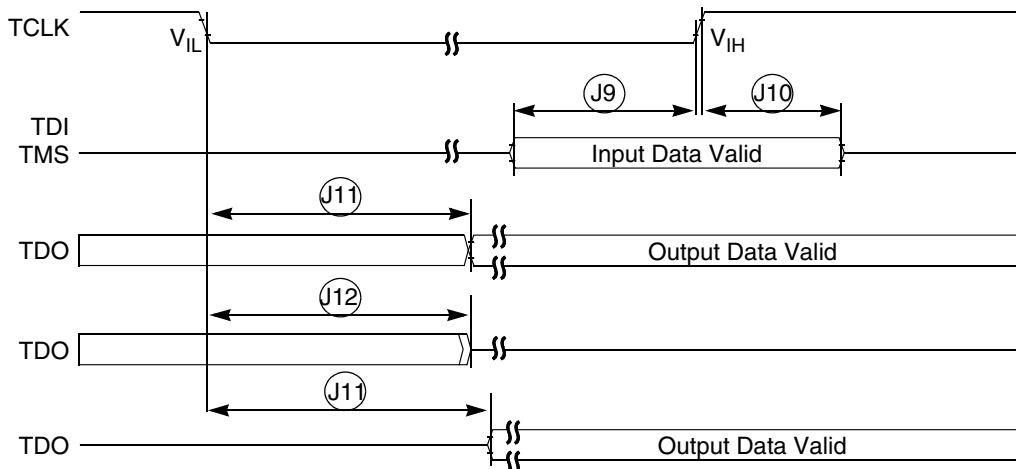 TCLK
VIL
VIH
J9
J10
TDI
TMS
Input Data Valid
J11
TDO
Output Data Valid
J12
TDO
J11
TDO
Output Data Valid